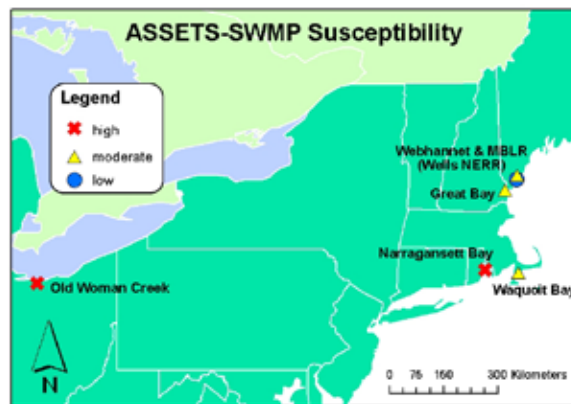 ASSETS-SWMP Susceptibility
Legend
high
moderate
low
Webhannet & MBLR
(Wells NERR)
Great Bay
Narragansett Bay
Old Woman Creek
Waquoit Bay
N
0 75 150 300 Kilometers